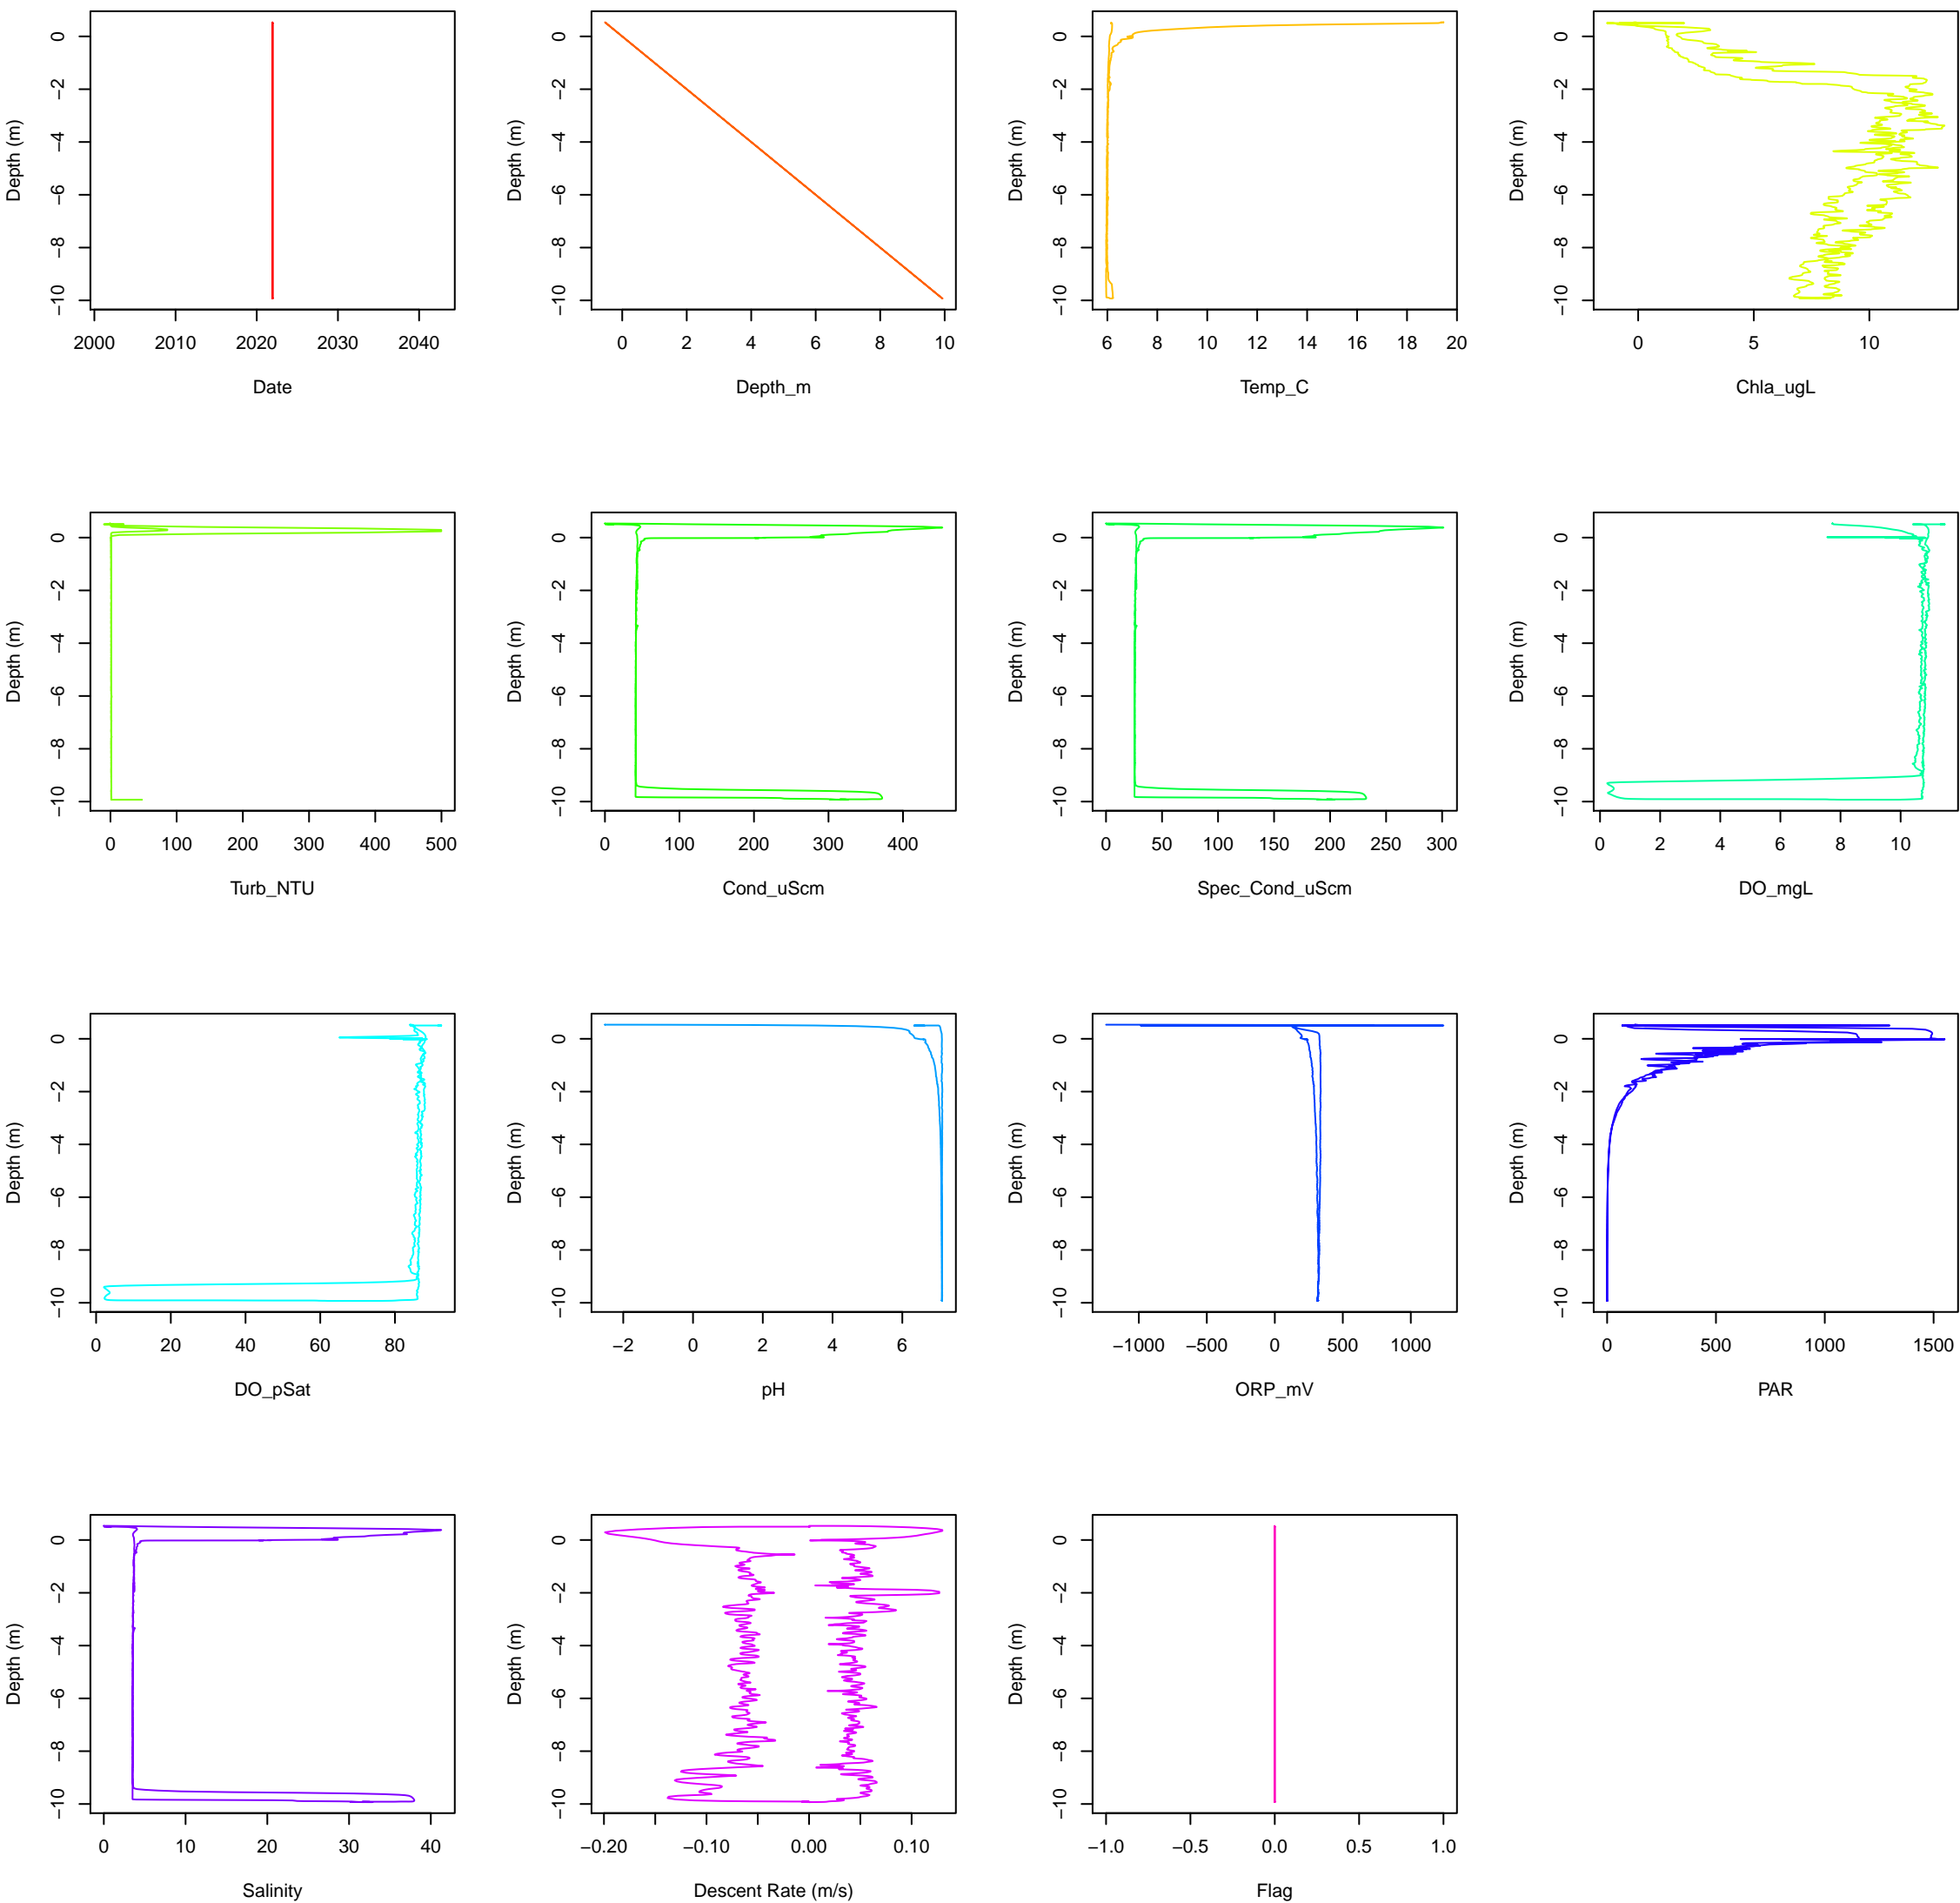 0 0 0 0
−2 −2 −2 −2
−4 −4 −4 −4
−6 −6 −6 −6
−8 −8 −8 −8
−10 −10 −10 −10
Depth (m) Depth (m) Depth (m) Depth (m)
2000 2010 2020 2030 2040 0 2 4 6 8 10 6 8 10 12 14 16 18 20 0 5 10
Date Depth_m Temp_C Chla_ugL
0 0 0 0
−2 −2 −2 −2
−4 −4 −4 −4
−6 −6 −6 −6
−8 −8 −8 −8
−10 −10 −10 −10
Depth (m) Depth (m) Depth (m) Depth (m)
0 100 200 300 400 500 0 100 200 300 400 0 50 100 150 200 250 300 0 2 4 6 8 10
Turb_NTU Cond_uScm Spec_Cond_uScm DO_mgL
0 0 0 0
−2 −2 −2 −2
−4 −4 −4 −4
−6 −6 −6 −6
−8 −8 −8 −8
−10 −10 −10 −10
Depth (m) Depth (m) Depth (m) Depth (m)
0 20 40 60 80 −2 0 2 4 6 −1000 −500 0 500 1000 0 500 1000 1500
DO_pSat pH ORP_mV PAR
0 0 0
−2 −2 −2
−4 −4 −4
−6 −6 −6
−8 −8 −8
−10 −10 −10
Depth (m) Depth (m) Depth (m)
0 10 20 30 40 −0.20 −0.10 0.00 0.10 −1.0 −0.5 0.0 0.5 1.0
Salinity Descent Rate (m/s) Flag